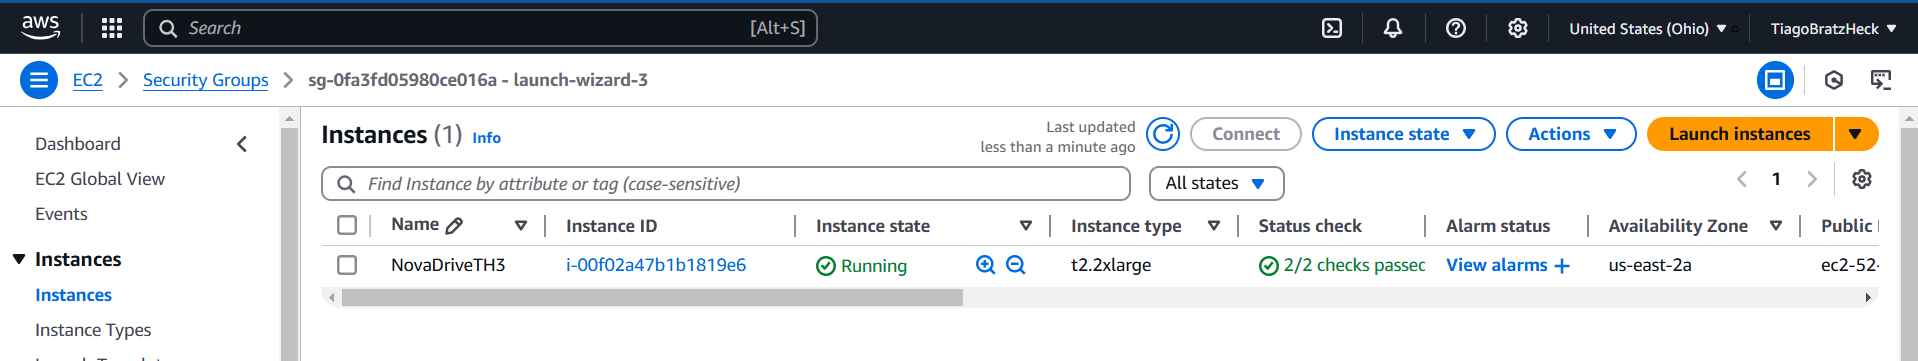 aws Search [Alt+S] United States (Ohio) TiagoBratzHeck
EC2 Security Groups sg-0fa3fd05980ce016a - launch-wizard-3
Dashboard
EC2 Global View
Events
Instances
Instances
Instance Types
Instances (1) Info
Last updated
less than a minute ago
Connect Instance state Actions Launch instances
Find Instance by attribute or tag (case-sensitive) All states 1
Name Instance ID Instance state Instance type Status check Alarm status Availability Zone Public
NovaDriveTH3 i-00f02a47b1b1819e6 Running t2.2xlarge 2/2 checks passed View alarms + us-east-2a ec2-52-